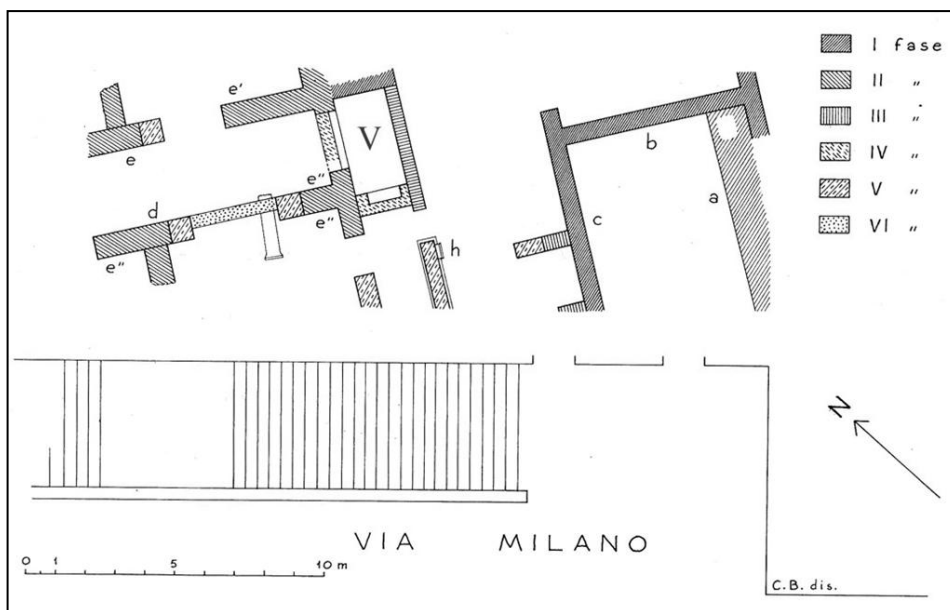 I fase
II "
III "
IV "
V "
VI "
e'
e
V
b
a
e"
d
c
e"
e"
h
N
VIA MILANO
0 1 5 10 m
C.B. dis.